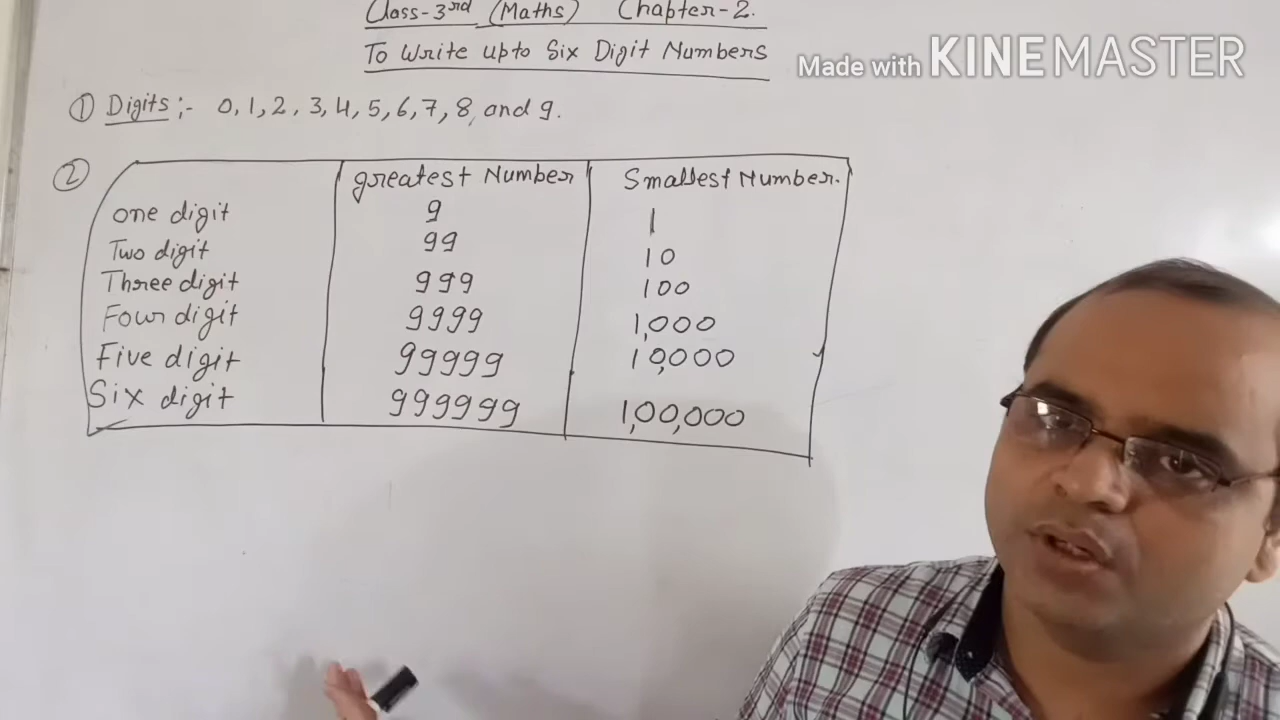 Class-3rd (Maths) Chapter-2.
To Write upto Six Digit Numbers
Made with KINEMASTER
① Digits :- 0, 1, 2, 3, 4, 5, 6, 7, 8, and 9.
② greatest Number Smallest Number.
one digit 9 1
Two digit 99 10
Three digit 999 100
Four digit 9999 1,000
Five digit 99999 10,000
Six digit 999999 1,00,000